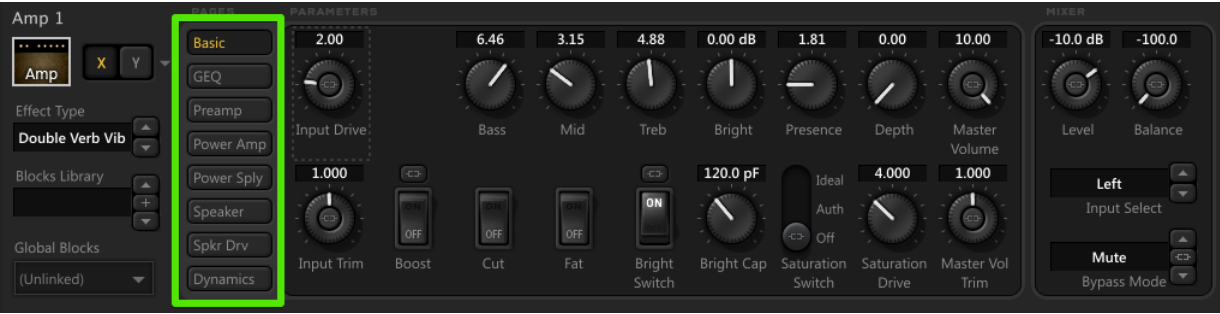 Amp 1
Amp
X Y
Effect Type
Double Verb Vib
Blocks Library
+
Global Blocks
(Unlinked)
PAGES
Basic
GEQ
Preamp
Power Amp
Power Sply
Speaker
Spkr Drv
Dynamics
PARAMETERS
2.00 6.46 3.15 4.88 0.00 dB 1.81 0.00 10.00
Input Drive Bass Mid Treb Bright Presence Depth Master
Volume
1.000 120.0 pF 4.000 1.000
ON ON ON ON
OFF OFF OFF
Ideal
Auth
Off
Input Trim Boost Cut Fat Bright Bright Cap Saturation Saturation Master Vol
Switch Switch Drive Trim
MIXER
-10.0 dB -100.0
Level Balance
Left
Input Select
Mute
Bypass Mode